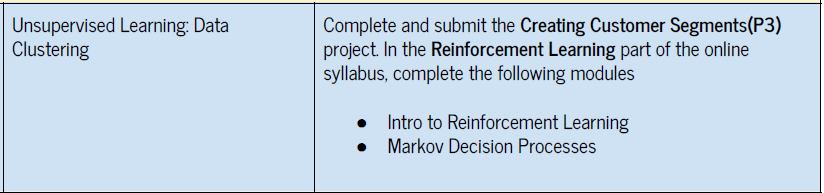 Unsupervised Learning: Data
Clustering
Complete and submit the Creating Customer Segments(P3)
project. In the Reinforcement Learning part of the online
syllabus, complete the following modules
● Intro to Reinforcement Learning
● Markov Decision Processes